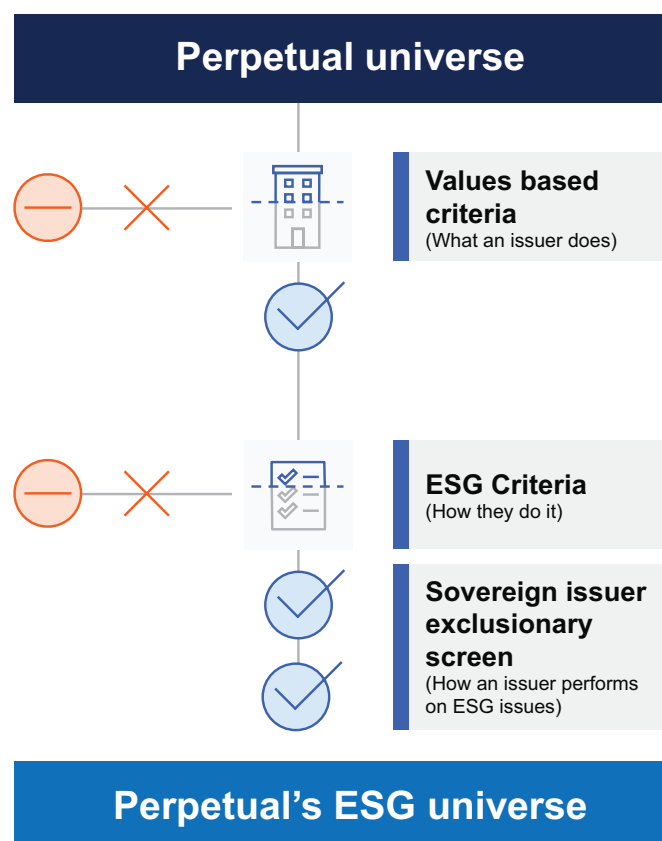 Perpetual universe
Values based
criteria
(What an issuer does)
ESG Criteria
(How they do it)
Sovereign issuer
exclusionary
screen
(How an issuer performs
on ESG issues)
Perpetual’s ESG universe